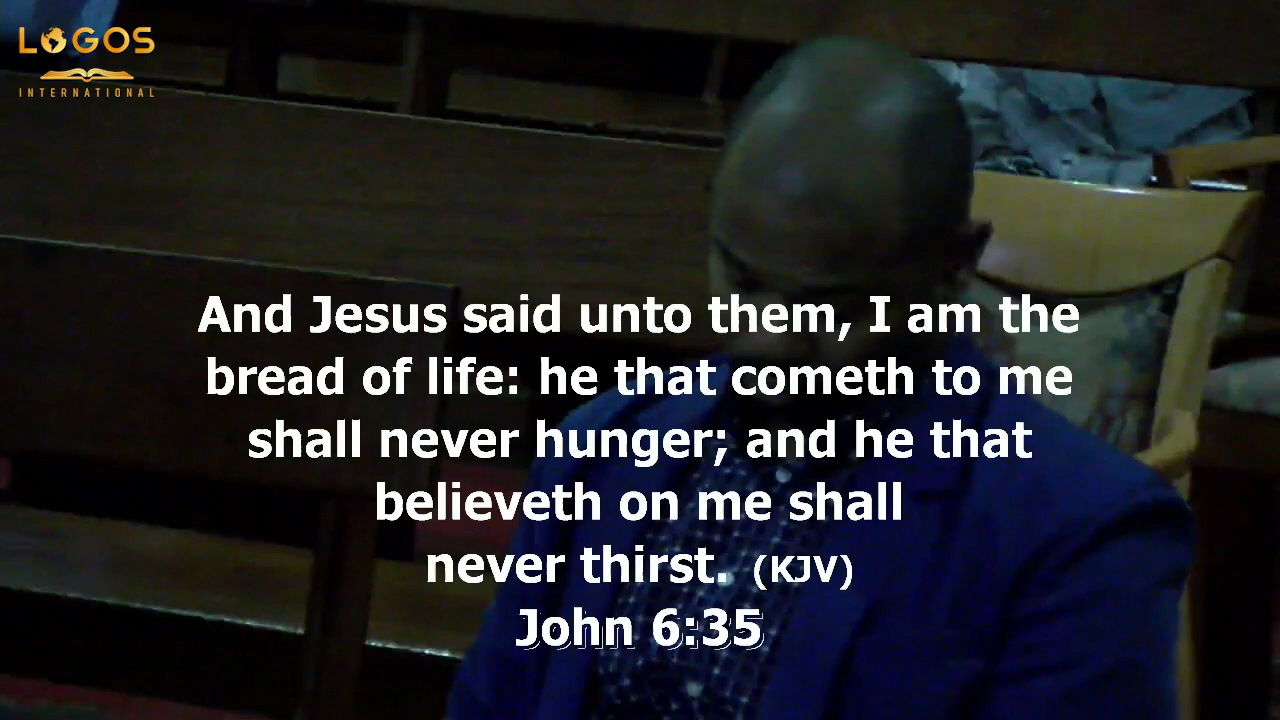 LOGOS
INTERNATIONAL
And Jesus said unto them, I am the
bread of life: he that cometh to me
shall never hunger; and he that
believeth on me shall
never thirst. (KJV)
John 6:35